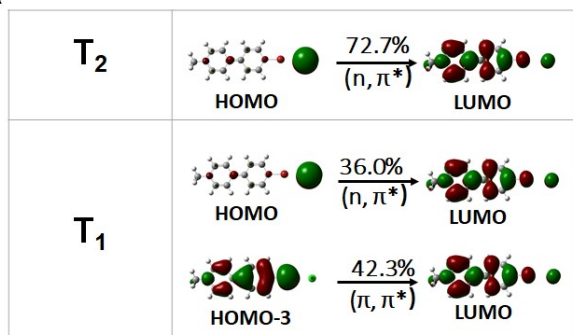 T2
72.7%
(n, π*)
HOMO
LUMO
T1
36.0%
(n, π*)
HOMO
LUMO
42.3%
(π, π*)
HOMO-3
LUMO